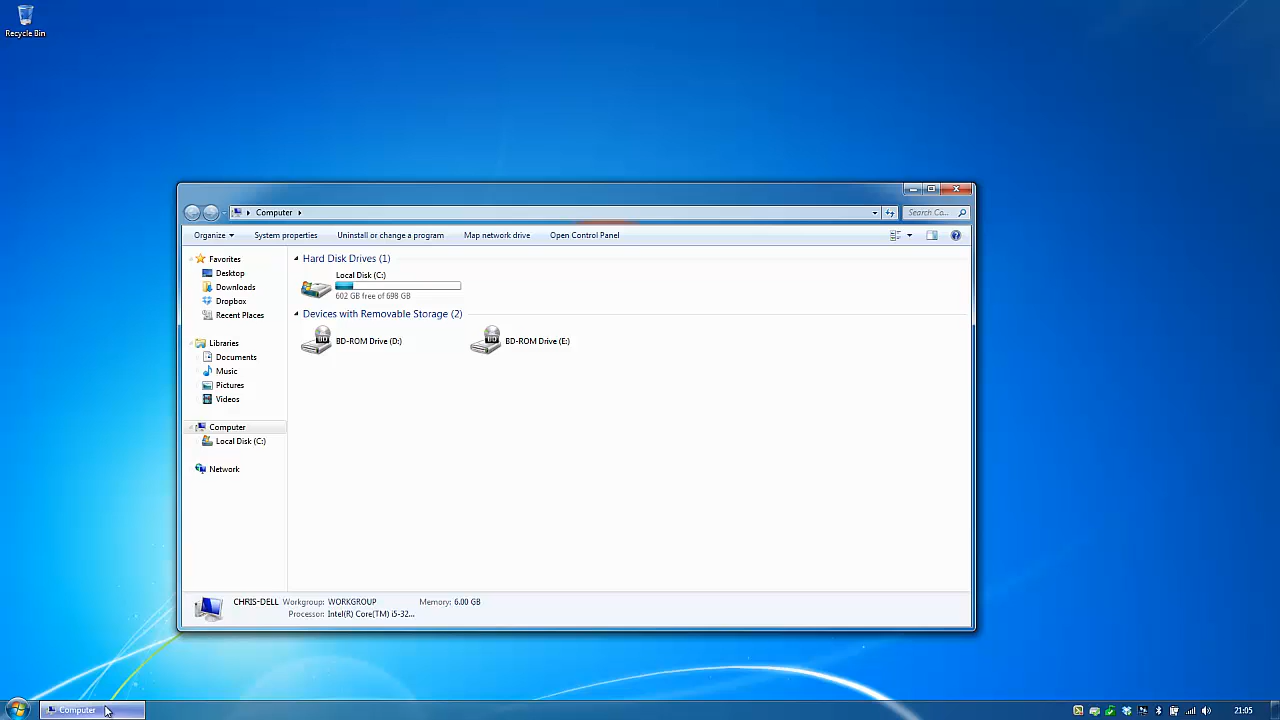 Recycle Bin
Computer
Search Co...
Organize
System properties
Uninstall or change a program
Map network drive
Open Control Panel
Favorites
Desktop
Downloads
Dropbox
Recent Places
Libraries
Documents
Music
Pictures
Videos
Computer
Local Disk (C:)
Network
Hard Disk Drives (1)
Local Disk (C:)
602 GB free of 698 GB
Devices with Removable Storage (2)
BD
BD-ROM Drive (D:)
BD
BD-ROM Drive (E:)
CHRIS-DELL Workgroup: WORKGROUP Memory: 6.00 GB
Processor: Intel(R) Core(TM) i5-32...
Computer
21:05